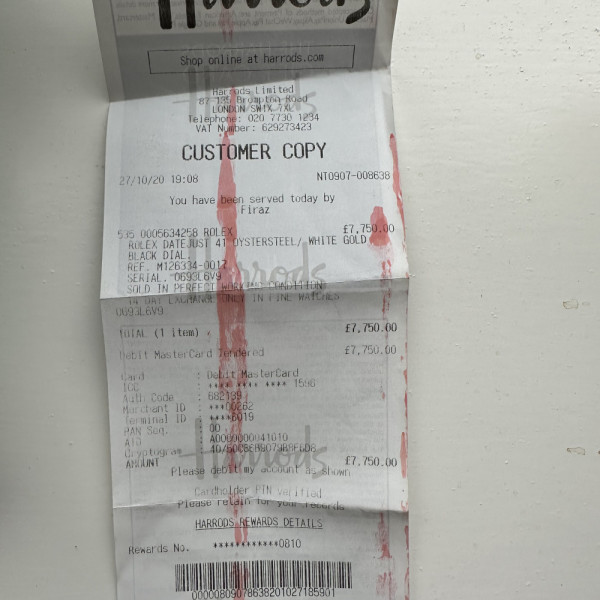 Harrods
Shop online at harrods.com
Harrods Limited
87-135 Brompton Road
LONDON SW1X 7XL
Telephone: 020 7730 1234
VAT Number: 629273423
CUSTOMER COPY
27/10/20 19:08 NT0907-008638
You have been served today by
Firaz
535 0005634258 ROLEX £7,750.00
ROLEX DATEJUST 41 OYSTERSTEEL/ WHITE GOLD
BLACK DIAL
REF. M126334-0017
SERIAL. 0693L6V9
SOLD IN PERFECT WORKING CONDITION
14 DAY EXCHANGE ONLY IN FINE WATCHES
0693L6V9
TOTAL (1 item) £7,750.00
Debit MasterCard Tendered £7,750.00
Card : Debit MasterCard
ICC : **** **** **** 1596
Auth Code : 682139
Merchant ID : ***00262
Terminal ID : ****6019
PAN Seq. : 00
AID : A0000000041010
Cryptogram :
AMOUNT £7,750.00
Please debit my account as shown
Cardholder PIN verified
Please retain for your records
HARRODS REWARDS DETAILS
Rewards No. ************0810
00000809078638201027185901